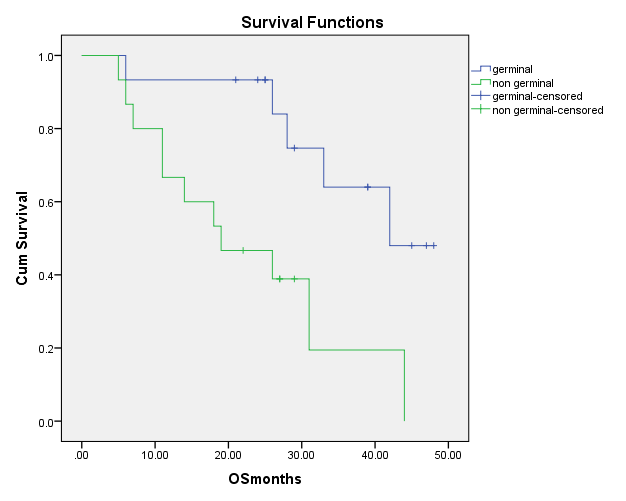 Survival Functions
germinal
non germinal
germinal-censored
non germinal-censored
Cum Survival
1.0
0.8
0.6
0.4
0.2
0.0
.00 10.00 20.00 30.00 40.00 50.00
OSmonths